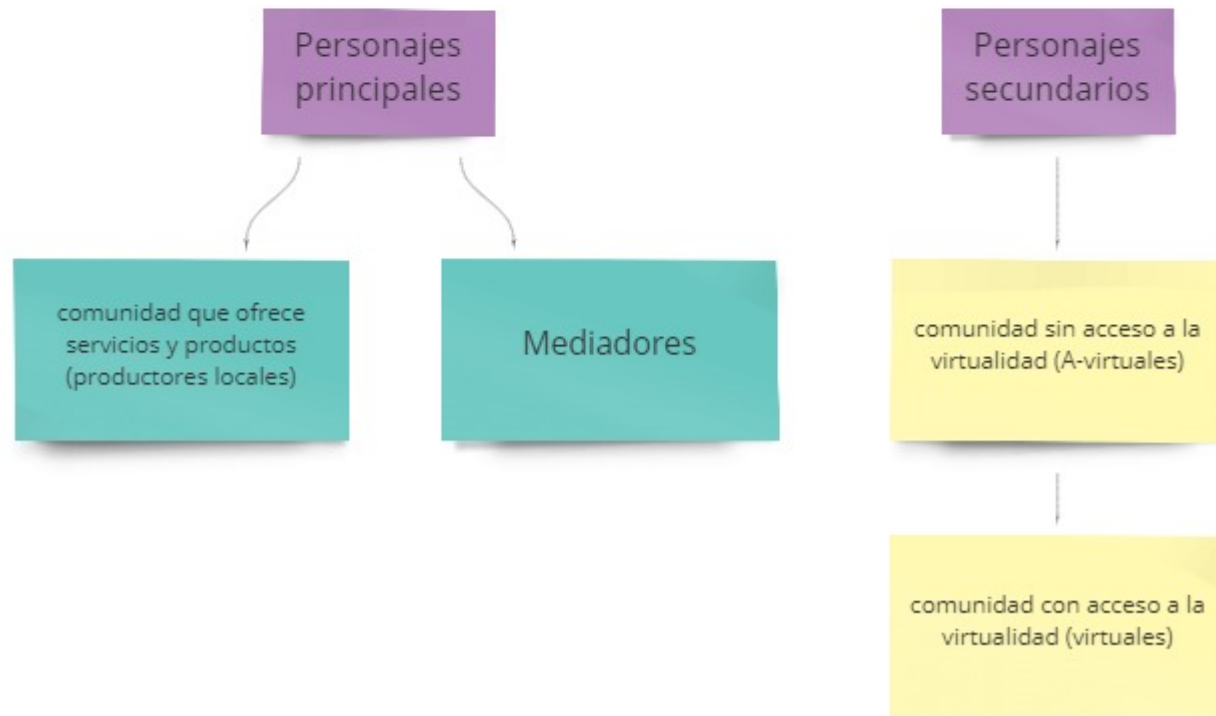 Personajes
principales
Personajes
secundarios
comunidad que ofrece
servicios y productos
(productores locales)
Mediadores
comunidad sin acceso a la
virtualidad (A-virtuales)
comunidad con acceso a la
virtualidad (virtuales)